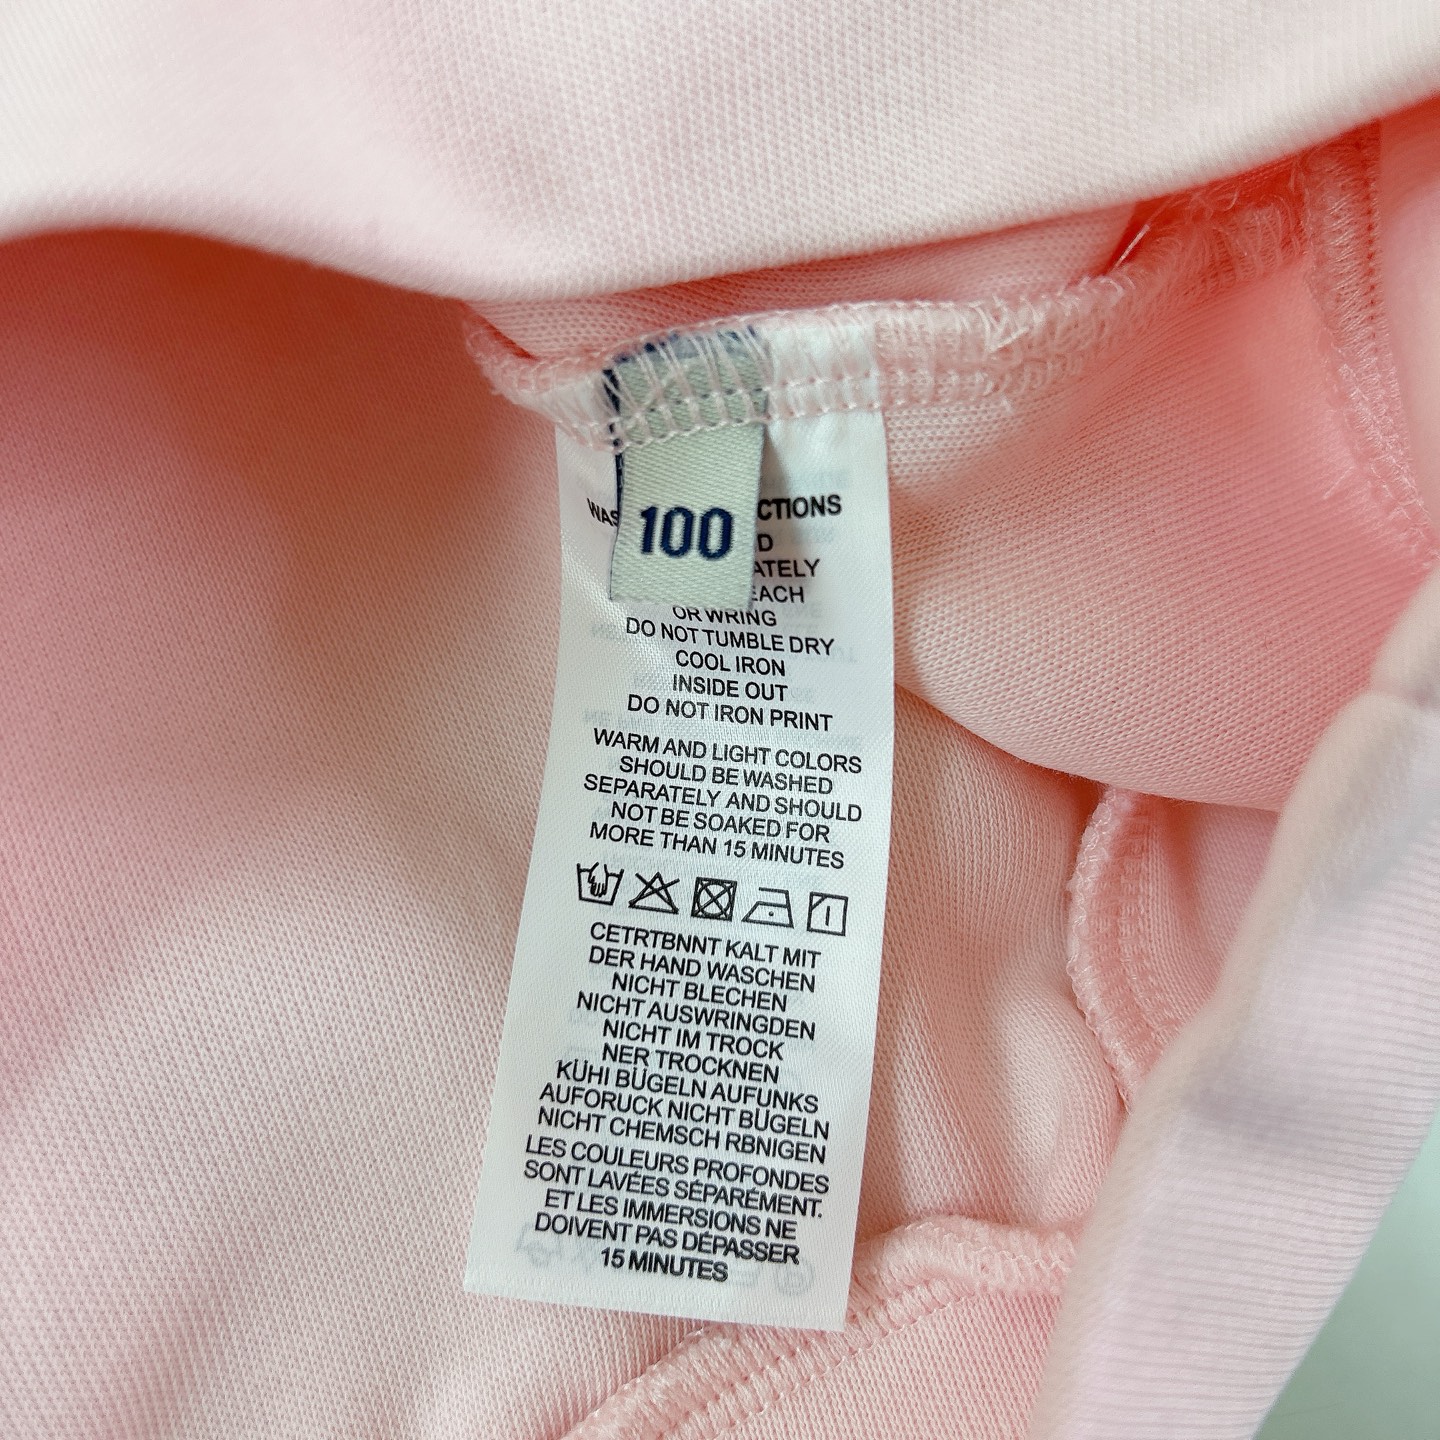 100
CTIONS
ATELY
EACH
OR WRING
DO NOT TUMBLE DRY
COOL IRON
INSIDE OUT
DO NOT IRON PRINT
WARM AND LIGHT COLORS
SHOULD BE WASHED
SEPARATELY AND SHOULD
NOT BE SOAKED FOR
MORE THAN 15 MINUTES
CETRTBNNT KALT MIT
DER HAND WASCHEN
NICHT BLECHEN
NICHT AUSWRINGDEN
NICHT IM TROCK
NER TROCKNEN
KÜHI BÜGELN AUFUNKS
AUFORUCK NICHT BÜGELN
NICHT CHEMSCH RBNIGEN
LES COULEURS PROFONDES
SONT LAVÉES SÉPARÉMENT.
ET LES IMMERSIONS NE
DOIVENT PAS DÉPASSER
15 MINUTES